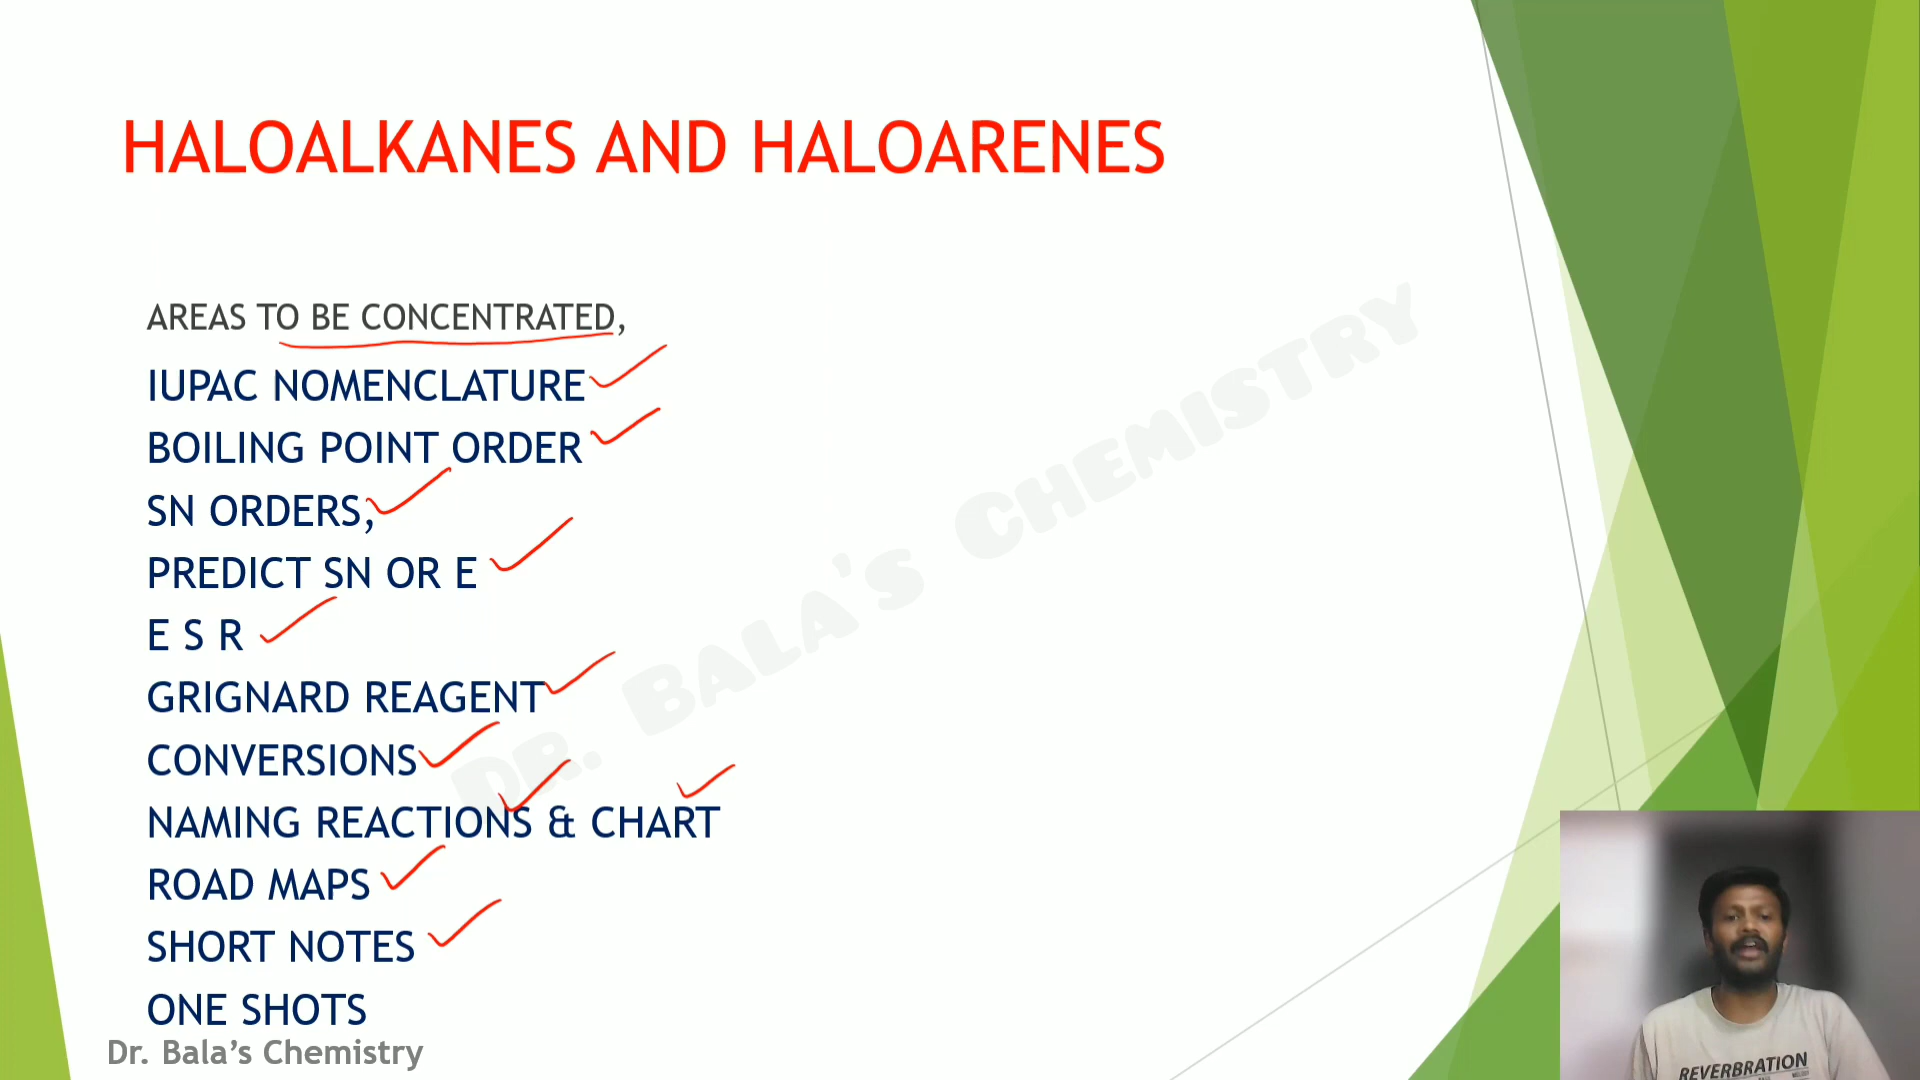 HALOALKANES AND HALOARENES
AREAS TO BE CONCENTRATED,
IUPAC NOMENCLATURE
BOILING POINT ORDER
SN ORDERS,
PREDICT SN OR E
E S R
GRIGNARD REAGENT
CONVERSIONS
NAMING REACTIONS & CHART
ROAD MAPS
SHORT NOTES
ONE SHOTS
Dr. Bala's Chemistry
DR. BALA'S CHEMISTRY
REVERBRATION